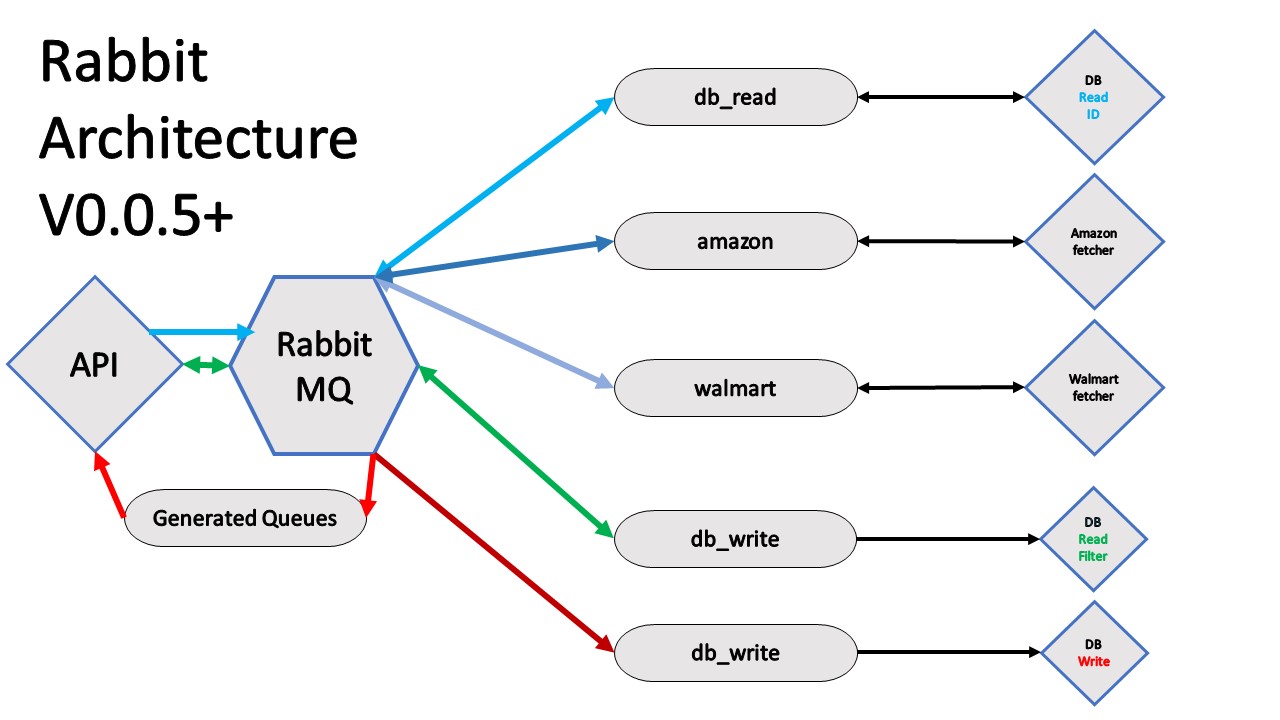 Rabbit
Architecture
V0.0.5+
API
Rabbit
MQ
Generated Queues
db_read
DB
Read
ID
amazon
Amazon
fetcher
walmart
Walmart
fetcher
db_write
DB
Read
Filter
db_write
DB
Write